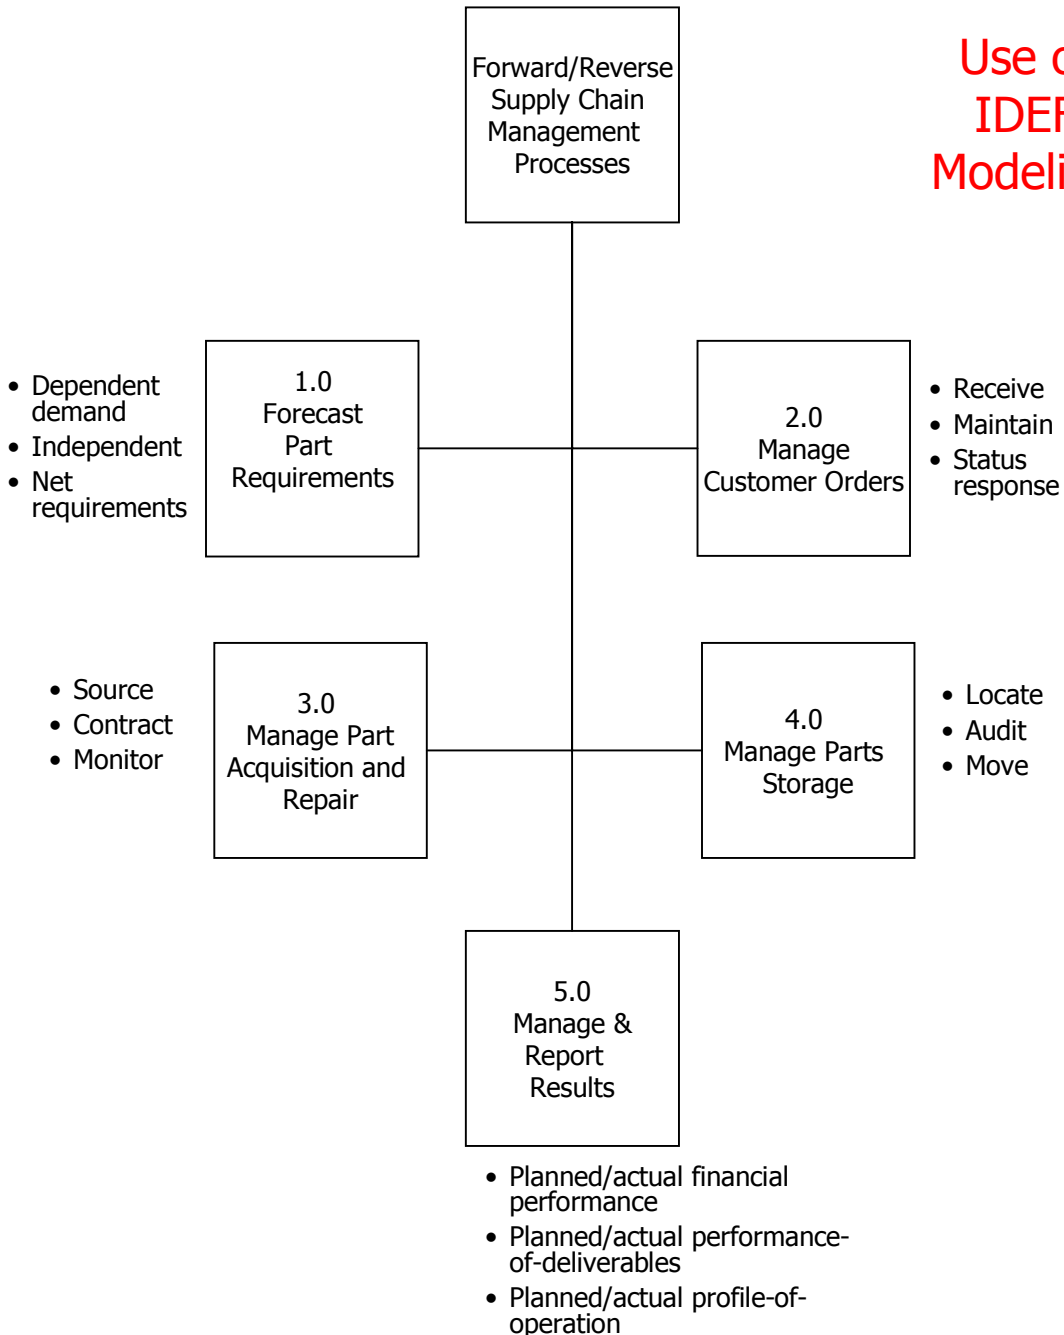 Forward/Reverse
Supply Chain
Management
Processes
Use
IDEF
Modeli
1.0
Forecast
Part
Requirements
• Dependent
demand
• Independent
• Net
requirements
2.0
Manage
Customer Orders
• Receive
• Maintain
• Status
response
3.0
Manage Part
Acquisition and
Repair
• Source
• Contract
• Monitor
4.0
Manage Parts
Storage
• Locate
• Audit
• Move
5.0
Manage &
Report
Results
• Planned/actual financial
performance
• Planned/actual performance-
of-deliverables
• Planned/actual profile-of-
operation